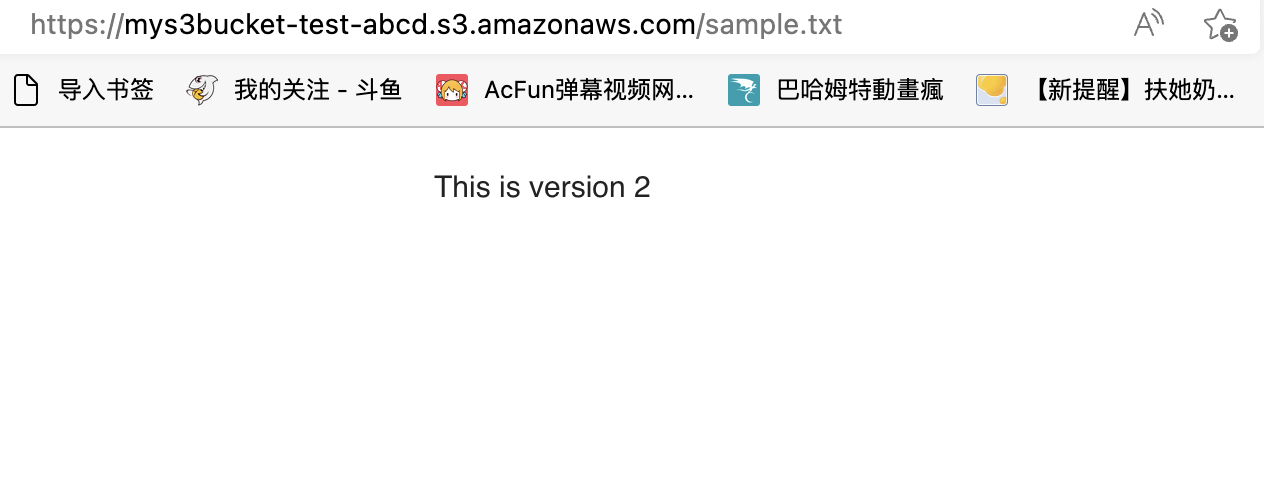 https://mys3bucket-test-abcd.s3.amazonaws.com/sample.txt
导入书签 我的关注 - 斗鱼 AcFun弹幕视频网... 巴哈姆特動畫瘋 【新提醒】扶她奶...
This is version 2